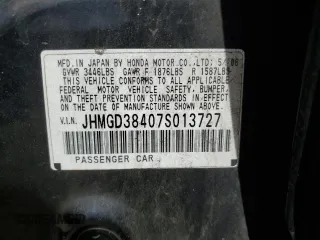 MFD. IN JAPAN BY HONDA MOTOR CO.,LTD. 5/06
GVWR 3446LBS GAWR F 1876LBS R 1587LBS
THIS VEHICLE CONFORMS TO ALL APPLICABLE
FEDERAL MOTOR VEHICLE SAFETY, BUMPER,
AND THEFT PREVENTION STANDARDS IN EFFECT
ON THE DATE OF MANUFACTURE SHOWN ABOVE.
V.I.N. JHMGD38407S013727
PASSENGER CAR